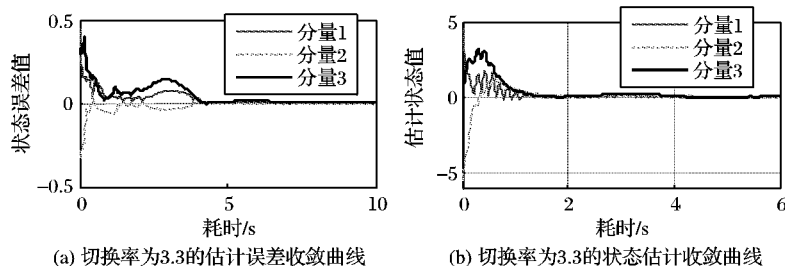 0.5
0
-0.5
0
5
10
状态误差值
耗时/s
分量1
分量2
分量3
(a) 切换率为3.3的估计误差收敛曲线
5
0
-5
0
2
4
6
估计状态值
耗时/s
分量1
分量2
分量3
(b) 切换率为3.3的状态估计收敛曲线